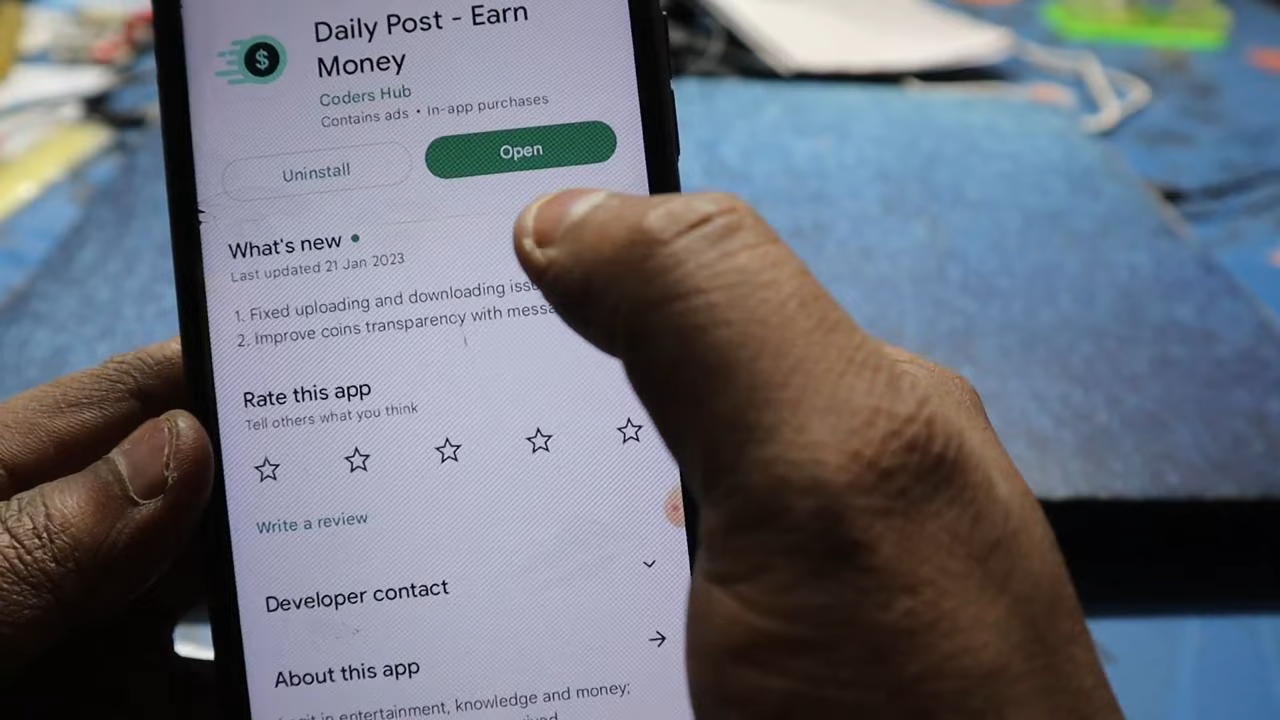 $
Daily Post - Earn
Money
Coders Hub
Contains ads • In-app purchases
Uninstall
Open
What's new •
Last updated 21 Jan 2023
1. Fixed uploading and downloading
2. Improve coins transparency with
Rate this app
Tell others what you think
Write a review
Developer contact
About this app
in entertainment, knowledge and money;